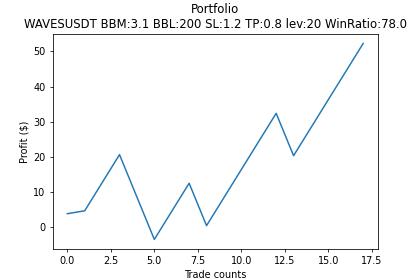 Portfolio
WAVESUSDT BBM:3.1 BBL:200 SL:1.2 TP:0.8 lev:20 WinRatio:78.0
50
40
30
20
10
0
Profit ($)
0.0 2.5 5.0 7.5 10.0 12.5 15.0 17.5
Trade counts